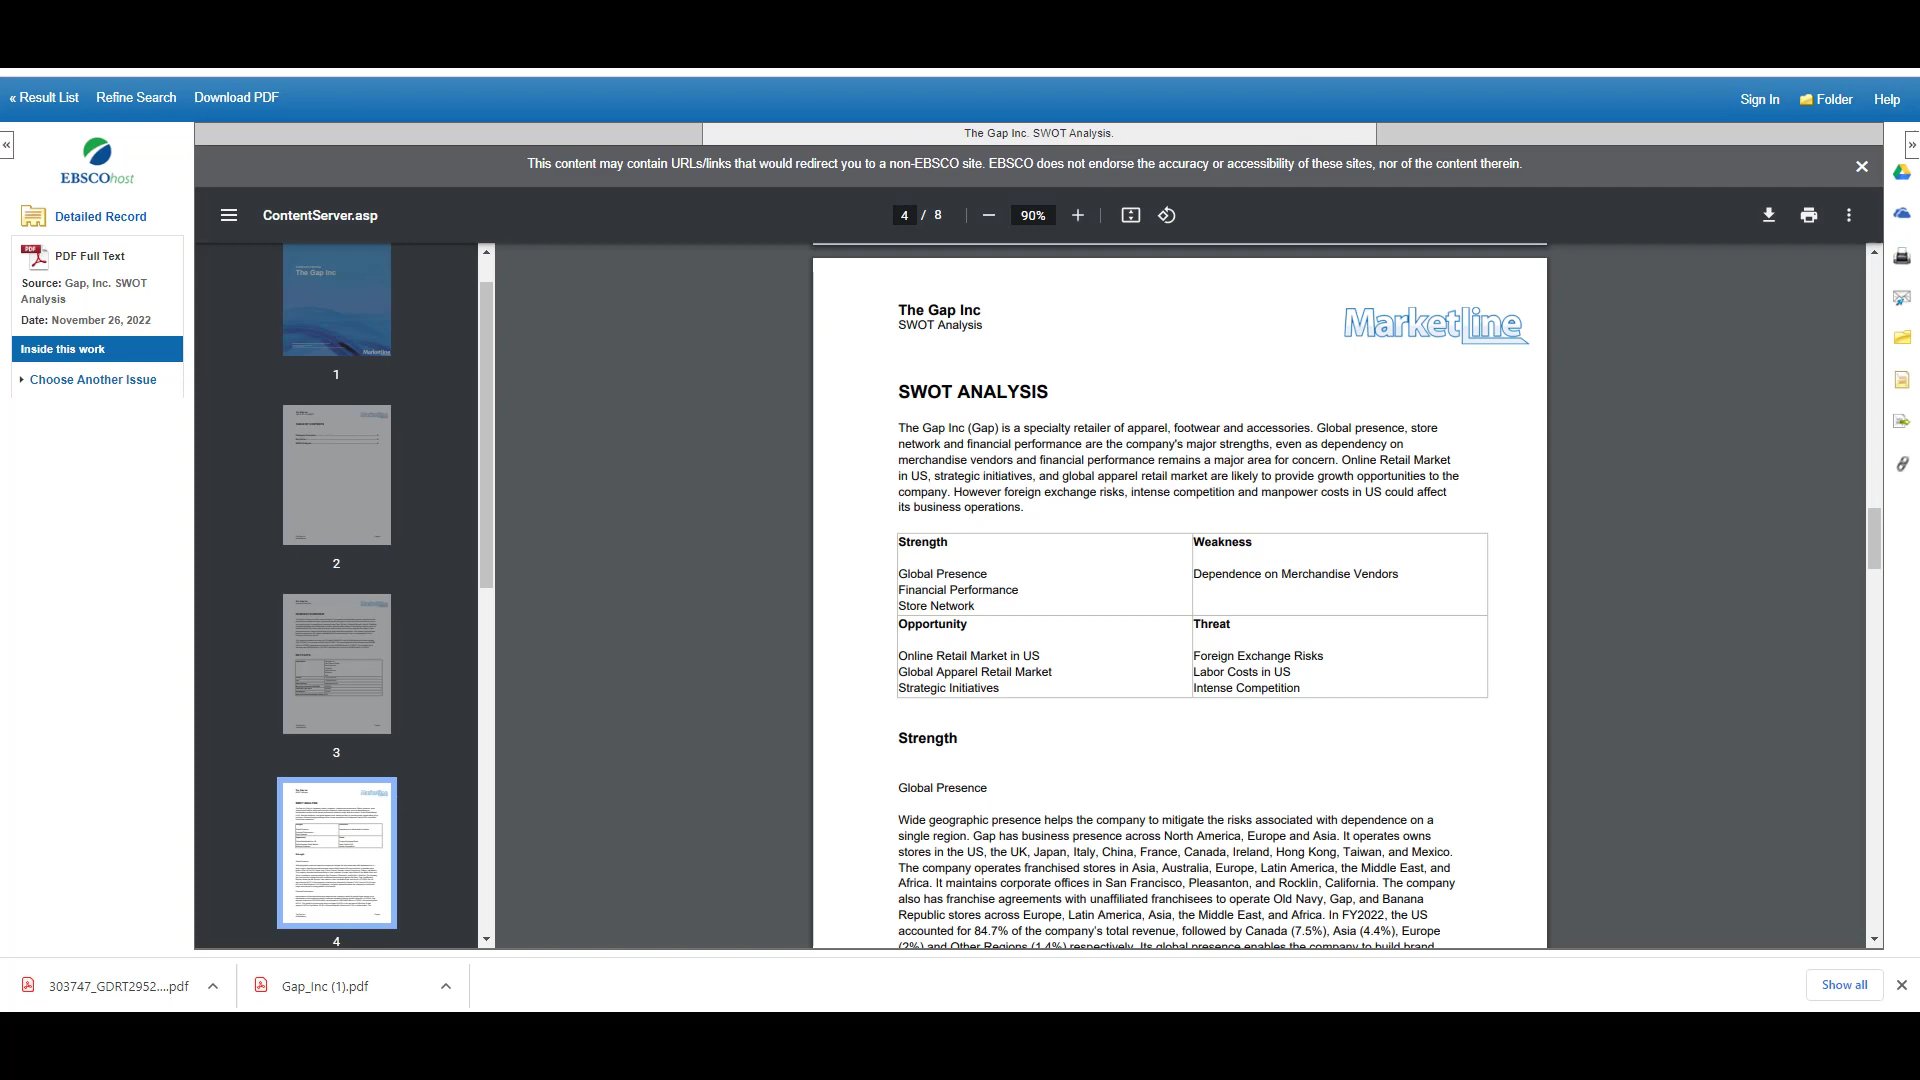 « Result List Refine Search Download PDF
Sign In Folder Help
The Gap Inc. SWOT Analysis.
This content may contain URLs/links that would redirect you to a non-EBSCO site. EBSCO does not endorse the accuracy or accessibility of these sites, nor of the content therein.
EBSCOhost
Detailed Record
PDF
PDF Full Text
Source: Gap, Inc. SWOT
Analysis
Date: November 26, 2022
Inside this work
Choose Another Issue
ContentServer.asp
4 / 8
90%
The Gap Inc
MarketLine
1
2
3
4
The Gap Inc
SWOT Analysis
MarketLine
SWOT ANALYSIS
The Gap Inc (Gap) is a specialty retailer of apparel, footwear and accessories. Global presence, store
network and financial performance are the company's major strengths, even as dependency on
merchandise vendors and financial performance remains a major area for concern. Online Retail Market
in US, strategic initiatives, and global apparel retail market are likely to provide growth opportunities to the
company. However foreign exchange risks, intense competition and manpower costs in US could affect
its business operations.
Strength
Global Presence
Financial Performance
Store Network
Weakness
Dependence on Merchandise Vendors
Opportunity
Online Retail Market in US
Global Apparel Retail Market
Strategic Initiatives
Threat
Foreign Exchange Risks
Labor Costs in US
Intense Competition
Strength
Global Presence
Wide geographic presence helps the company to mitigate the risks associated with dependence on a
single region. Gap has business presence across North America, Europe and Asia. It operates owns
stores in the US, the UK, Japan, Italy, China, France, Canada, Ireland, Hong Kong, Taiwan, and Mexico.
The company operates franchised stores in Asia, Australia, Europe, Latin America, the Middle East, and
Africa. It maintains corporate offices in San Francisco, Pleasanton, and Rocklin, California. The company
also has franchise agreements with unaffiliated franchisees to operate Old Navy, Gap, and Banana
Republic stores across Europe, Latin America, Asia, the Middle East, and Africa. In FY2022, the US
accounted for 84.7% of the company's total revenue, followed by Canada (7.5%), Asia (4.4%), Europe
(2%) and Other Regions (1.4%) respectively. Its global presence enables the company to build brand
303747_GDRT2952....pdf
Gap_Inc (1).pdf
Show all